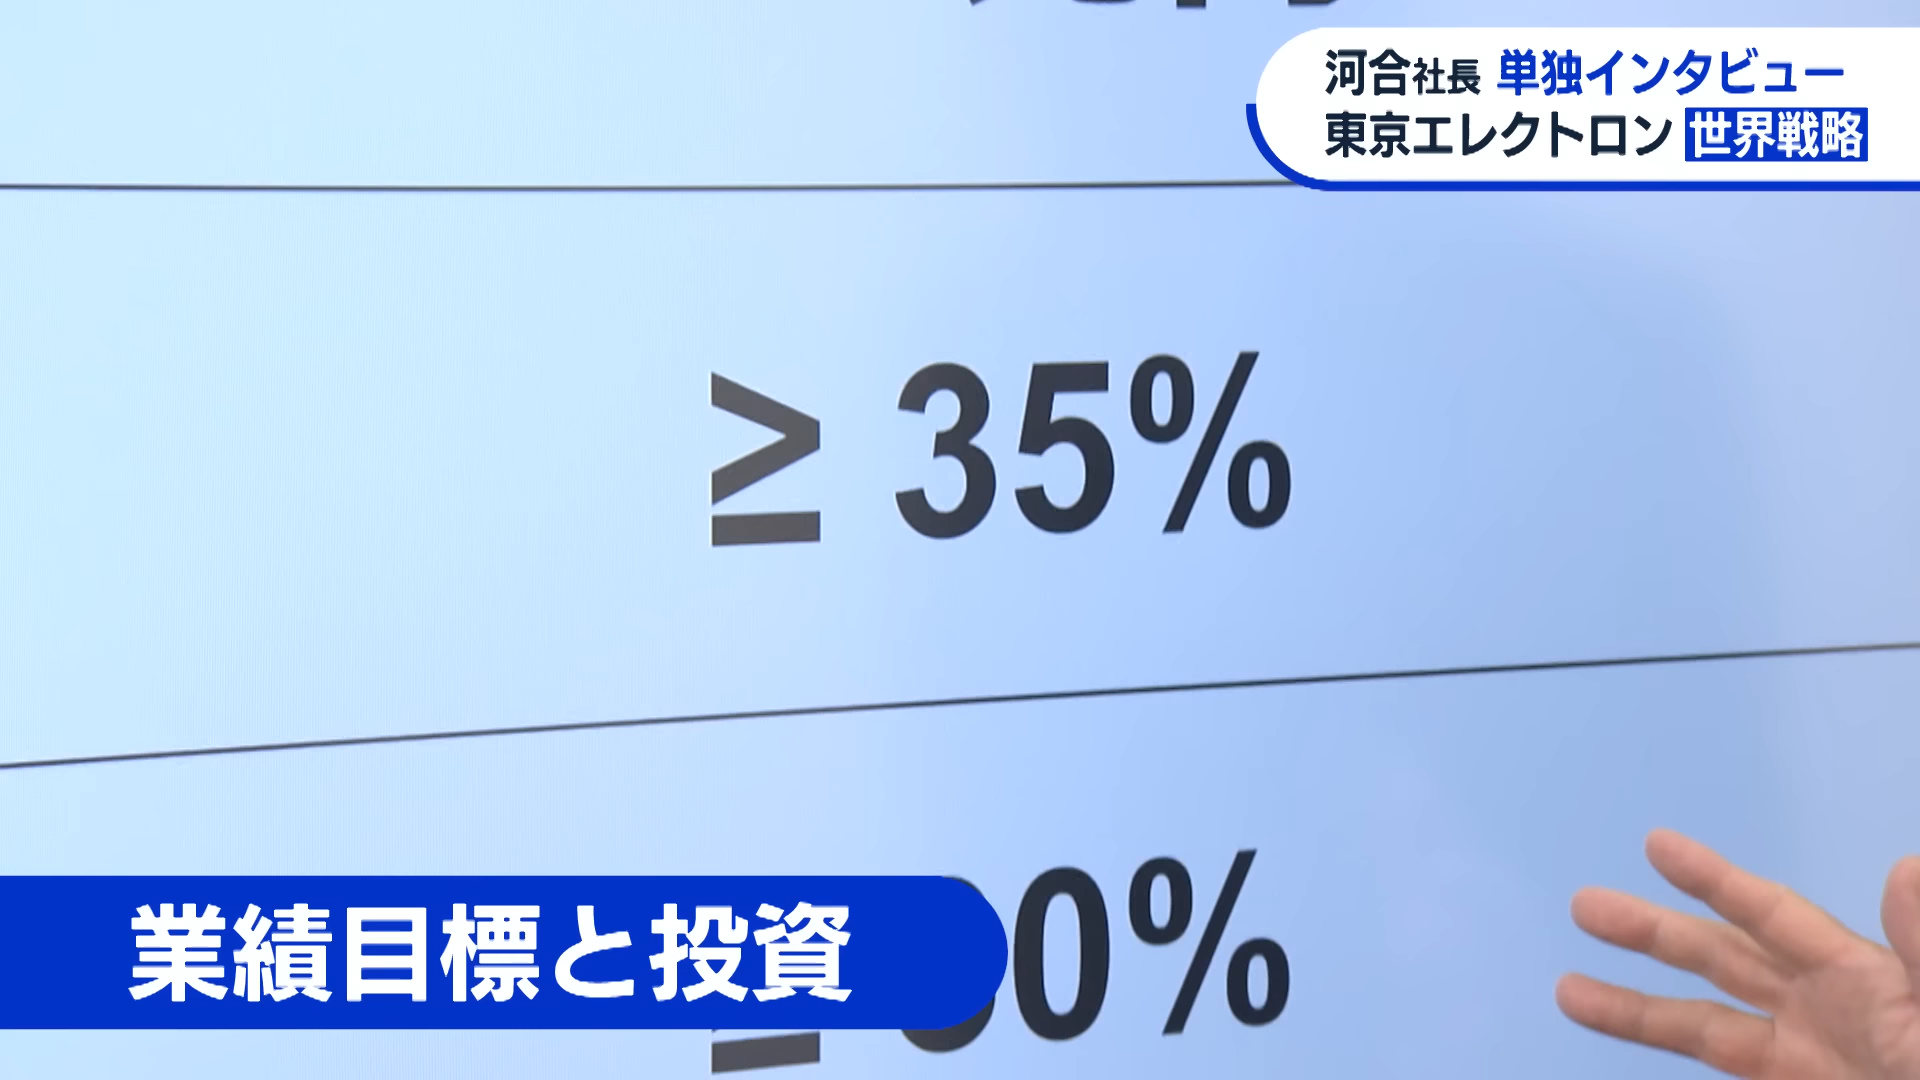 河合社長 単独インタビュー
東京エレクトロン 世界戦略
≥ 35%
0%
業績目標と投資